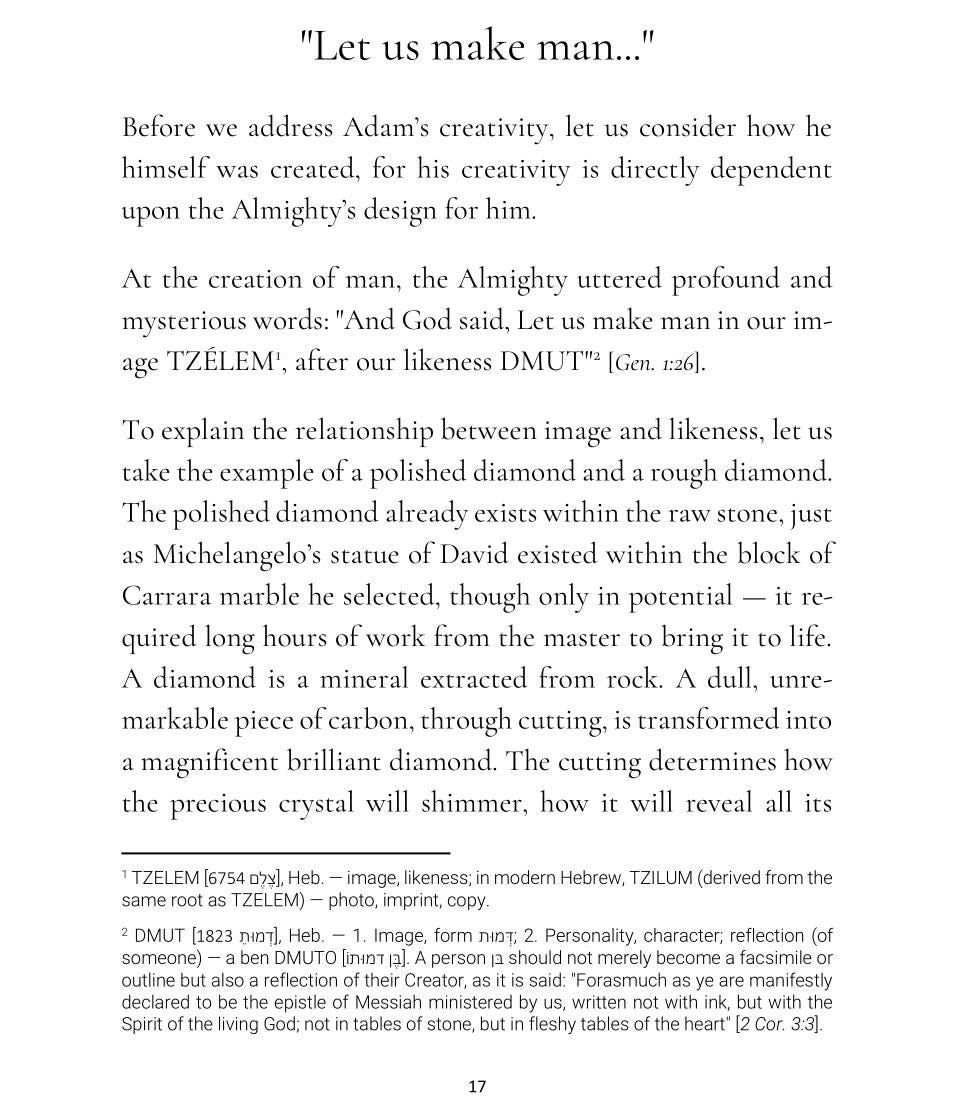 "Let us make man..."
Before we address Adam’s creativity, let us consider how he
himself was created, for his creativity is directly dependent
upon the Almighty’s design for him.
At the creation of man, the Almighty uttered profound and
mysterious words: "And God said, Let us make man in our im-
age TZÉLEM¹, after our likeness DMUT"² [Gen. 1:26].
To explain the relationship between image and likeness, let us
take the example of a polished diamond and a rough diamond.
The polished diamond already exists within the raw stone, just
as Michelangelo’s statue of David existed within the block of
Carrara marble he selected, though only in potential — it re-
quired long hours of work from the master to bring it to life.
A diamond is a mineral extracted from rock. A dull, unre-
markable piece of carbon, through cutting, is transformed into
a magnificent brilliant diamond. The cutting determines how
the precious crystal will shimmer, how it will reveal all its
¹ TZELEM [6754 צֶלֶם], Heb. — image, likeness; in modern Hebrew, TZILUM (derived from the
same root as TZELEM) — photo, imprint, copy.
² DMUT [1823 דְּמוּת], Heb. — 1. Image, form דְּמוּת; 2. Personality, character; reflection (of
someone) — a ben DMUTO [בֶּן דמותוֹ]. A person בּן should not merely become a facsimile or
outline but also a reflection of their Creator, as it is said: "Forasmuch as ye are manifestly
declared to be the epistle of Messiah ministered by us, written not with ink, but with the
Spirit of the living God; not in tables of stone, but in fleshy tables of the heart" [2 Cor. 3:3].
17